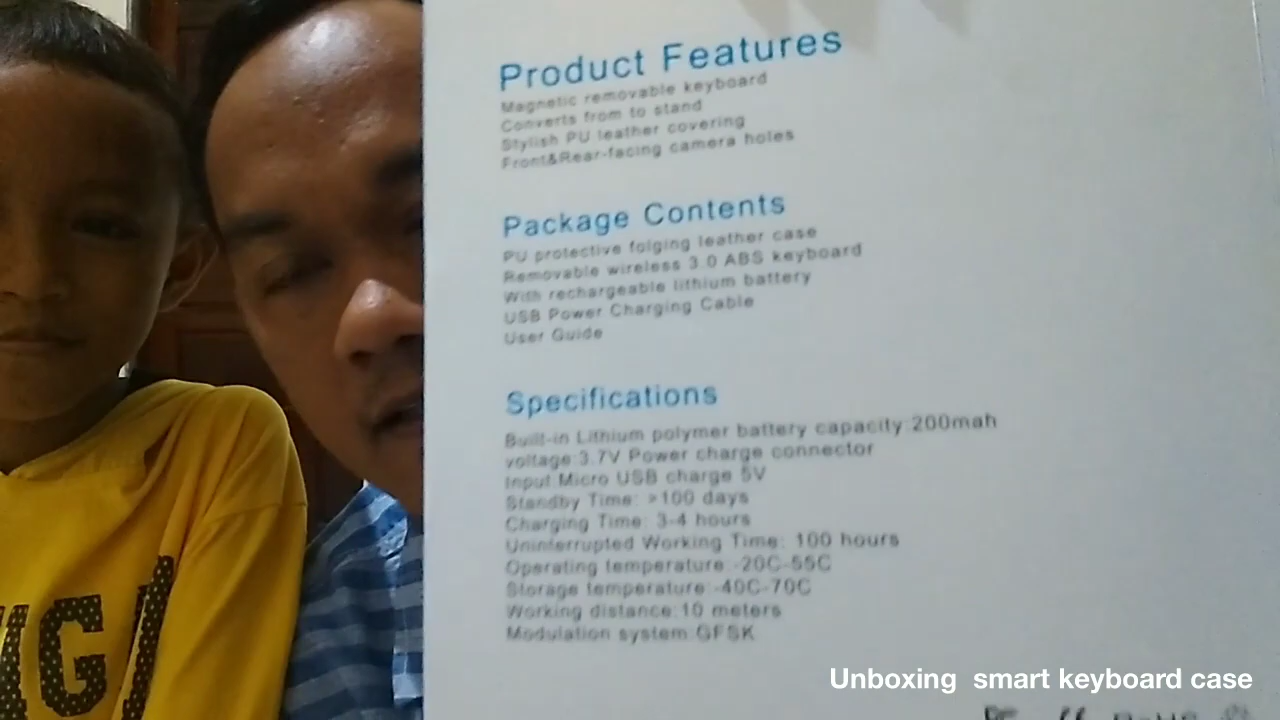 Product Features
Magnetic removable keyboard
Converts from to stand
Stylish PU leather covering
Front&Rear-facing camera holes
Package Contents
PU protective folging leather case
Removable wireless 3.0 ABS keyboard
With rechargeable lithium battery
USB Power Charging Cable
User Guide
Specifications
Built-in Lithium polymer battery capacity:200mah
voltage:3.7V Power charge connector
Input:Micro USB charge 5V
Standby Time: >100 days
Charging Time: 3-4 hours
Uninterrupted Working Time: 100 hours
Operating temperature:-20C-55C
Storage temperature:-40C-70C
Working distance:10 meters
Modulation system:GFSK
Unboxing  smart keyboard case